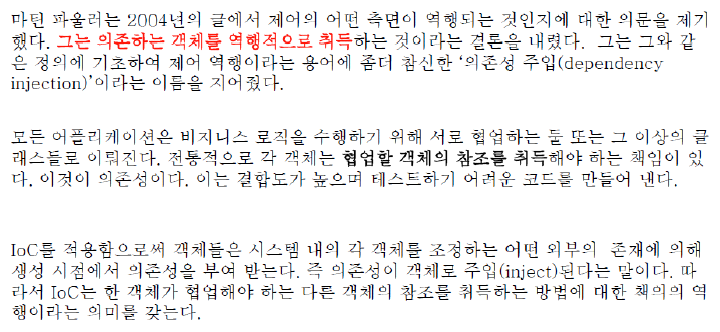 마틴 파울러는 2004년의 글에서 제어의 어떤 측면이 역행되는 것인지에 대한 의문을 제기
했다. 그는 의존하는 객체를 역행적으로 취득하는 것이라는 결론을 내렸다.  그는 그와 같
은 정의에 기초하여 제어 역행이라는 용어에 좀더 참신한 '의존성 주입(dependency
injection)'이라는 이름을 지어줬다.
모든 어플리케이션은 비지니스 로직을 수행하기 위해 서로 협업하는 둘 또는 그 이상의 클
래스들로 이뤄진다. 전통적으로 각 객체는 협업할 객체의 참조를 취득해야 하는 책임이 있
다. 이것이 의존성이다. 이는 결합도가 높으며 테스트하기 어려운 코드를 만들어 낸다.
IoC를 적용함으로써 객체들은 시스템 내의 각 객체를 조정하는 어떤 외부의  존재에 의해
생성 시점에서 의존성을 부여 받는다. 즉 의존성이 객체로 주입(inject)된다는 말이다. 따
라서 IoC는 한 객체가 협업해야 하는 다른 객체의 참조를 취득하는 방법에 대한 책의의 역
행이라는 의미를 갖는다.